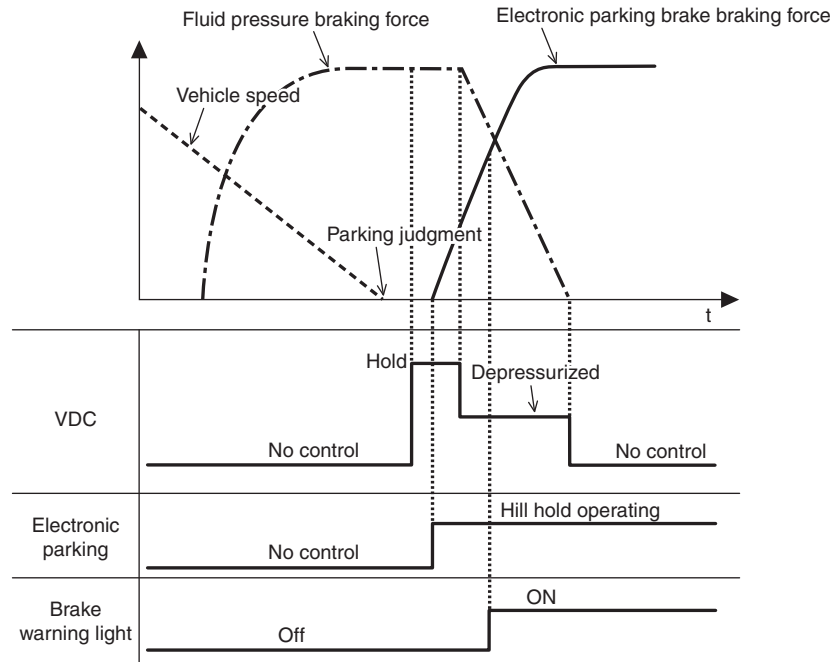 Fluid pressure braking force
Electronic parking brake braking force
Vehicle speed
Parking judgment
t
Hold
Depressurized
VDC
No control
No control
Hill hold operating
Electronic
parking
No control
ON
Brake
warning light
Off